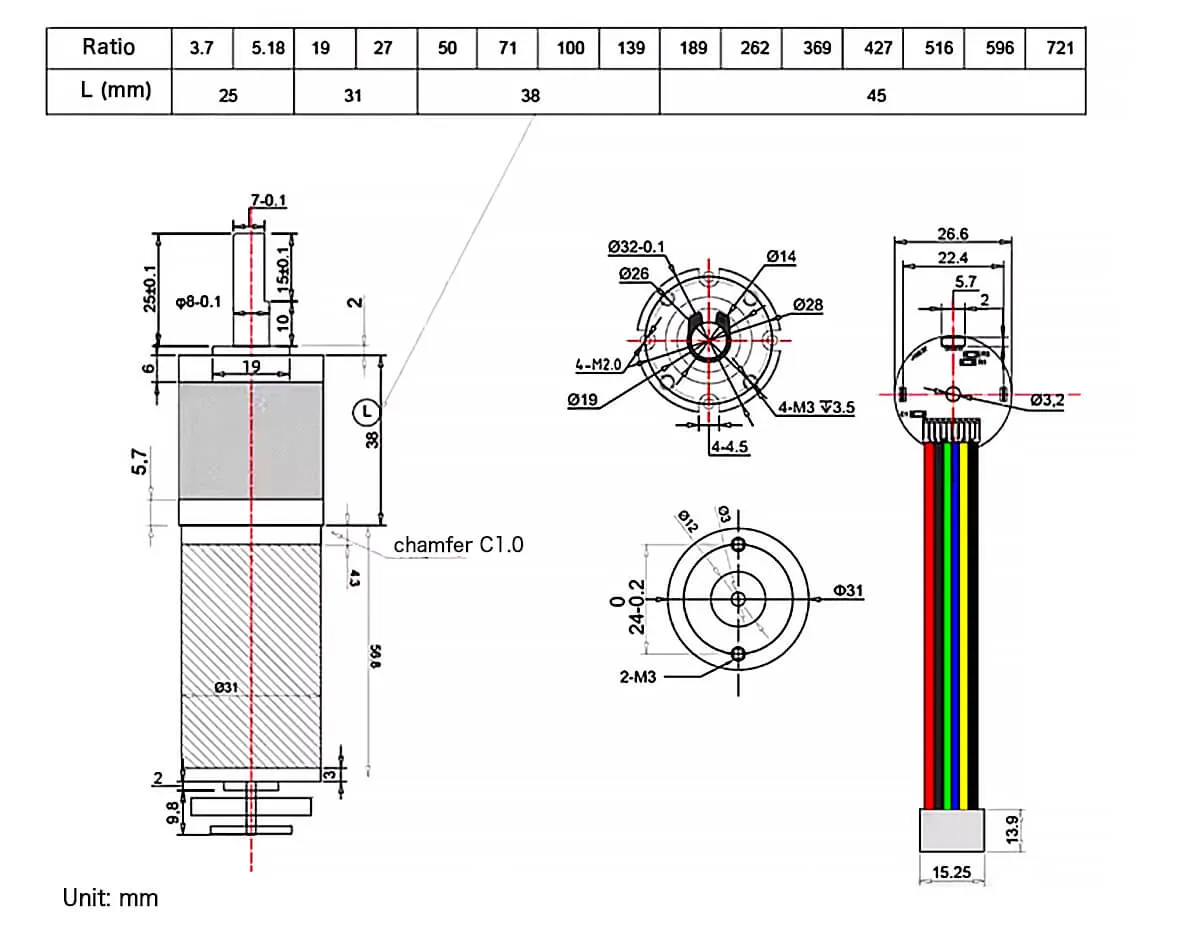 Ratio 3.7 5.18 19 27 50 71 100 139 189 262 369 427 516 596 721
L (mm) 25 31 38 45
7-0.1
25±0.1
15±0.1
φ8-0.1
10
2
6
19
L
38
5,7
chamfer C1.0
43
56.8
Ø31
3
2
9.8
Ø32-0.1
Ø26
Ø14
Ø28
4-M2.0
Ø19
4-M3 ↧3.5
4-4.5
Ø12
Ø3
0
24-0.2
Φ31
2-M3
26.6
22.4
5.7
2
Ø3,2
13.9
15.25
Unit: mm